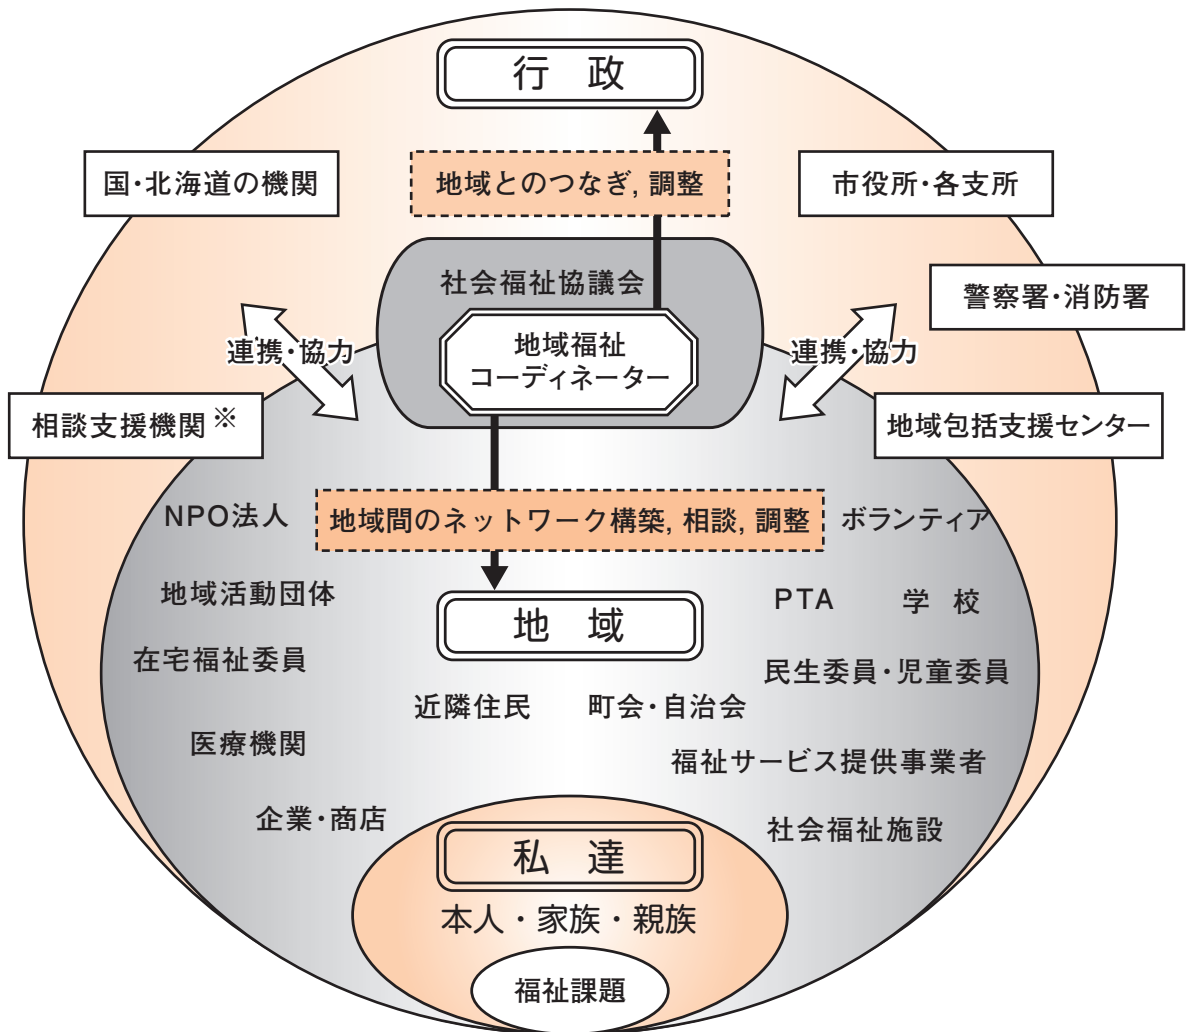 行 政
国・北海道の機関
地域とのつなぎ, 調整
市役所・各支所
社会福祉協議会
警察署・消防署
地域福祉
コーディネーター
連携・協力
連携・協力
相談支援機関※
地域包括支援センター
NPO法人
地域間のネットワーク構築, 相談, 調整
ボランティア
地域活動団体
地 域
PTA
学 校
在宅福祉委員
民生委員・児童委員
近隣住民
町会・自治会
医療機関
福祉サービス提供事業者
企業・商店
社会福祉施設
私 達
本人・家族・親族
福祉課題